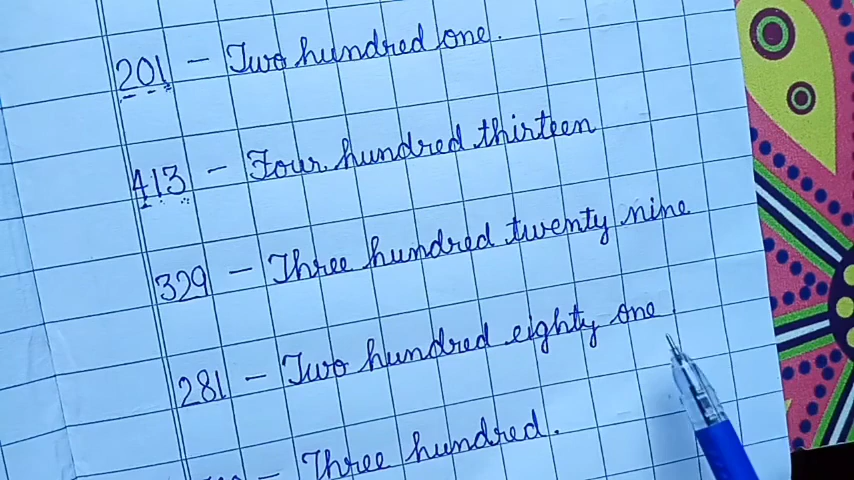 201 - Two hundred one.
413 - Four hundred thirteen
329 - Three hundred twenty nine
281 - Two hundred eighty one.
- Three hundred.